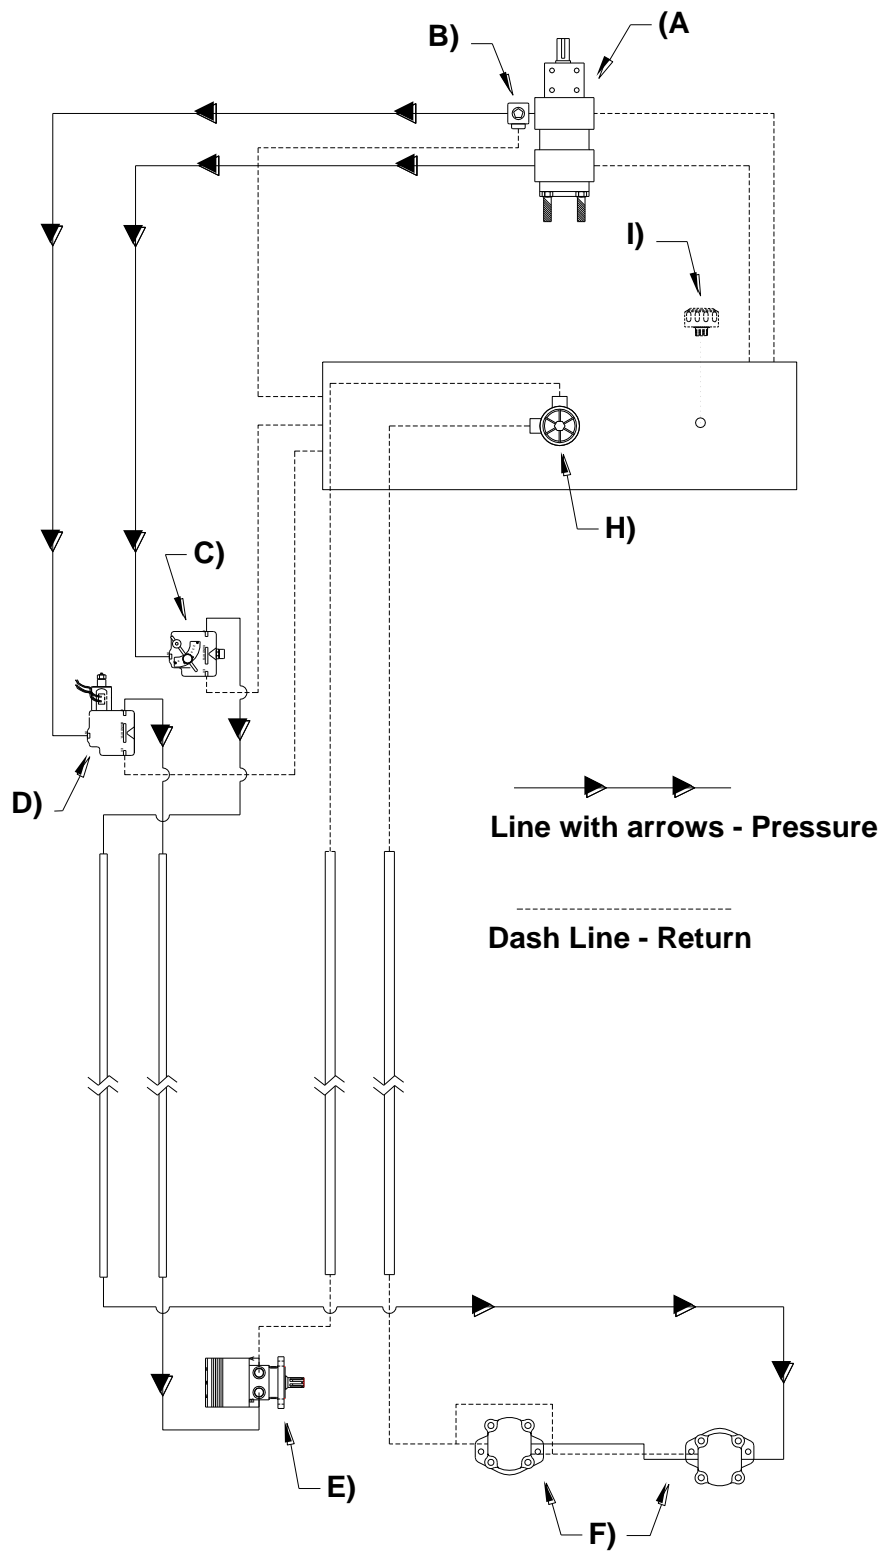 B)
(A
I)
H)
C)
D)
Line with arrows - Pressure
Dash Line - Return
E)
F)